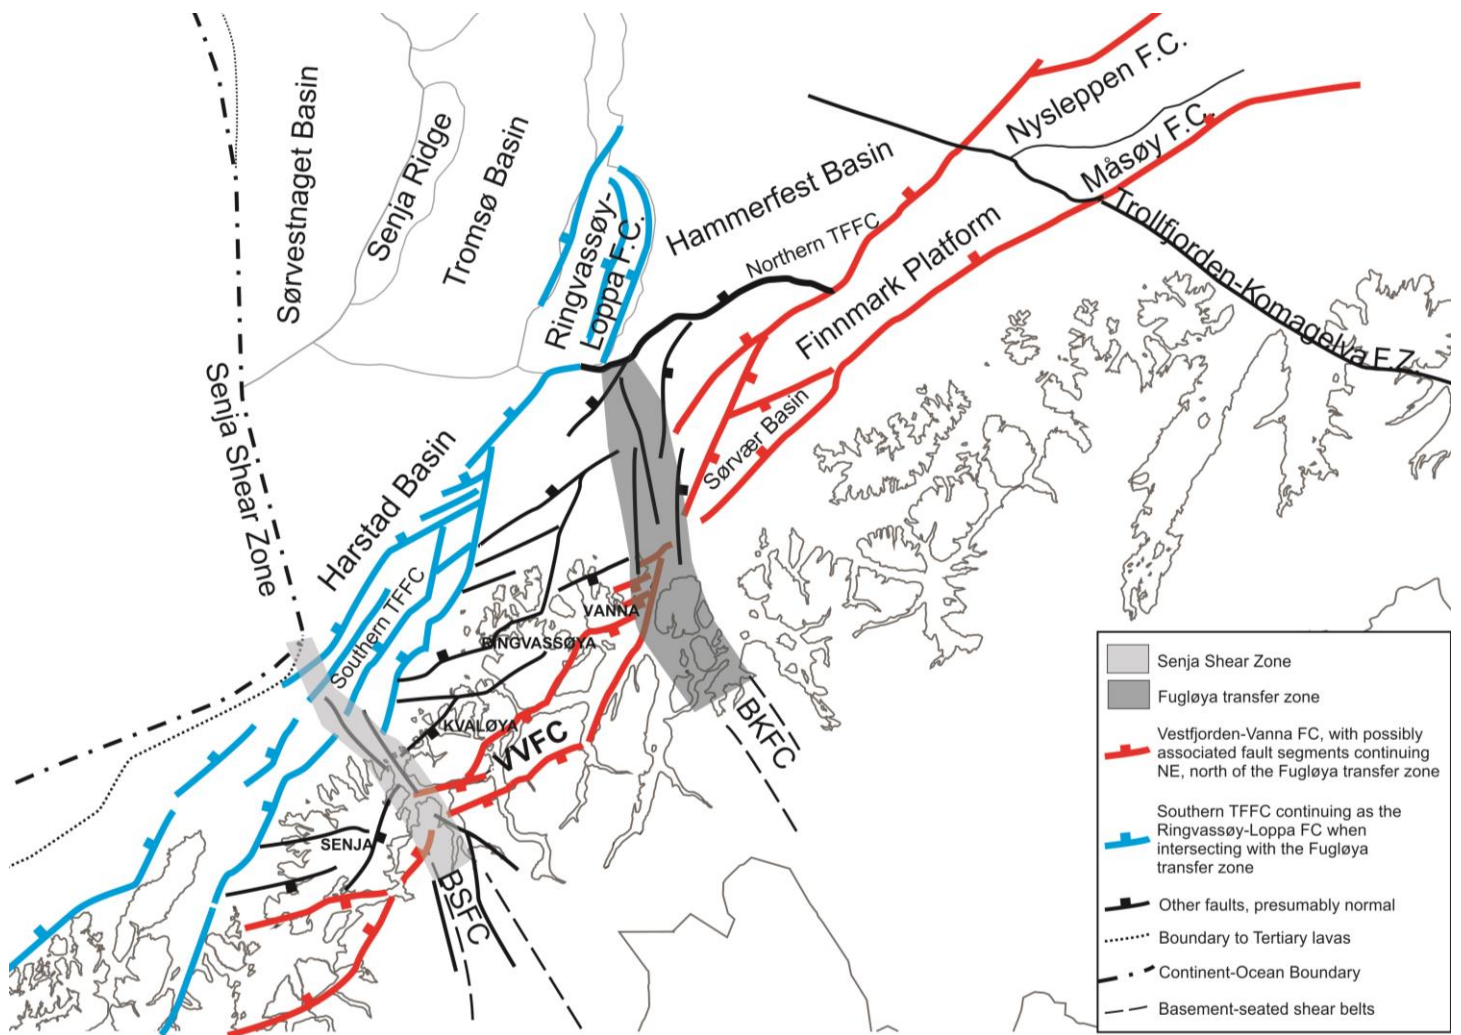 Sørvestnaget Basin
Senja Ridge
Tromsø Basin
Ringvassøy-
Loppa F.C.
Hammerfest Basin
Northern TFFC
Nysleppen F.C.
Måsøy F.C.
Trollfjorden-Komagelva F.Z.
Finnmark Platform
Sørvær Basin
Senja Shear Zone
Harstad Basin
Southern TFFC
VANNA
RINGVASSØYA
KVALØYA
VVFC
BKFC
SENJA
BSFC
Senja Shear Zone
Fugløya transfer zone
Vestfjorden-Vanna FC, with possibly
associated fault segments continuing
NE, north of the Fugløya transfer zone
Southern TFFC continuing as the
Ringvassøy-Loppa FC when
intersecting with the Fugløya
transfer zone
Other faults, presumably normal
Boundary to Tertiary lavas
Continent-Ocean Boundary
Basement-seated shear belts